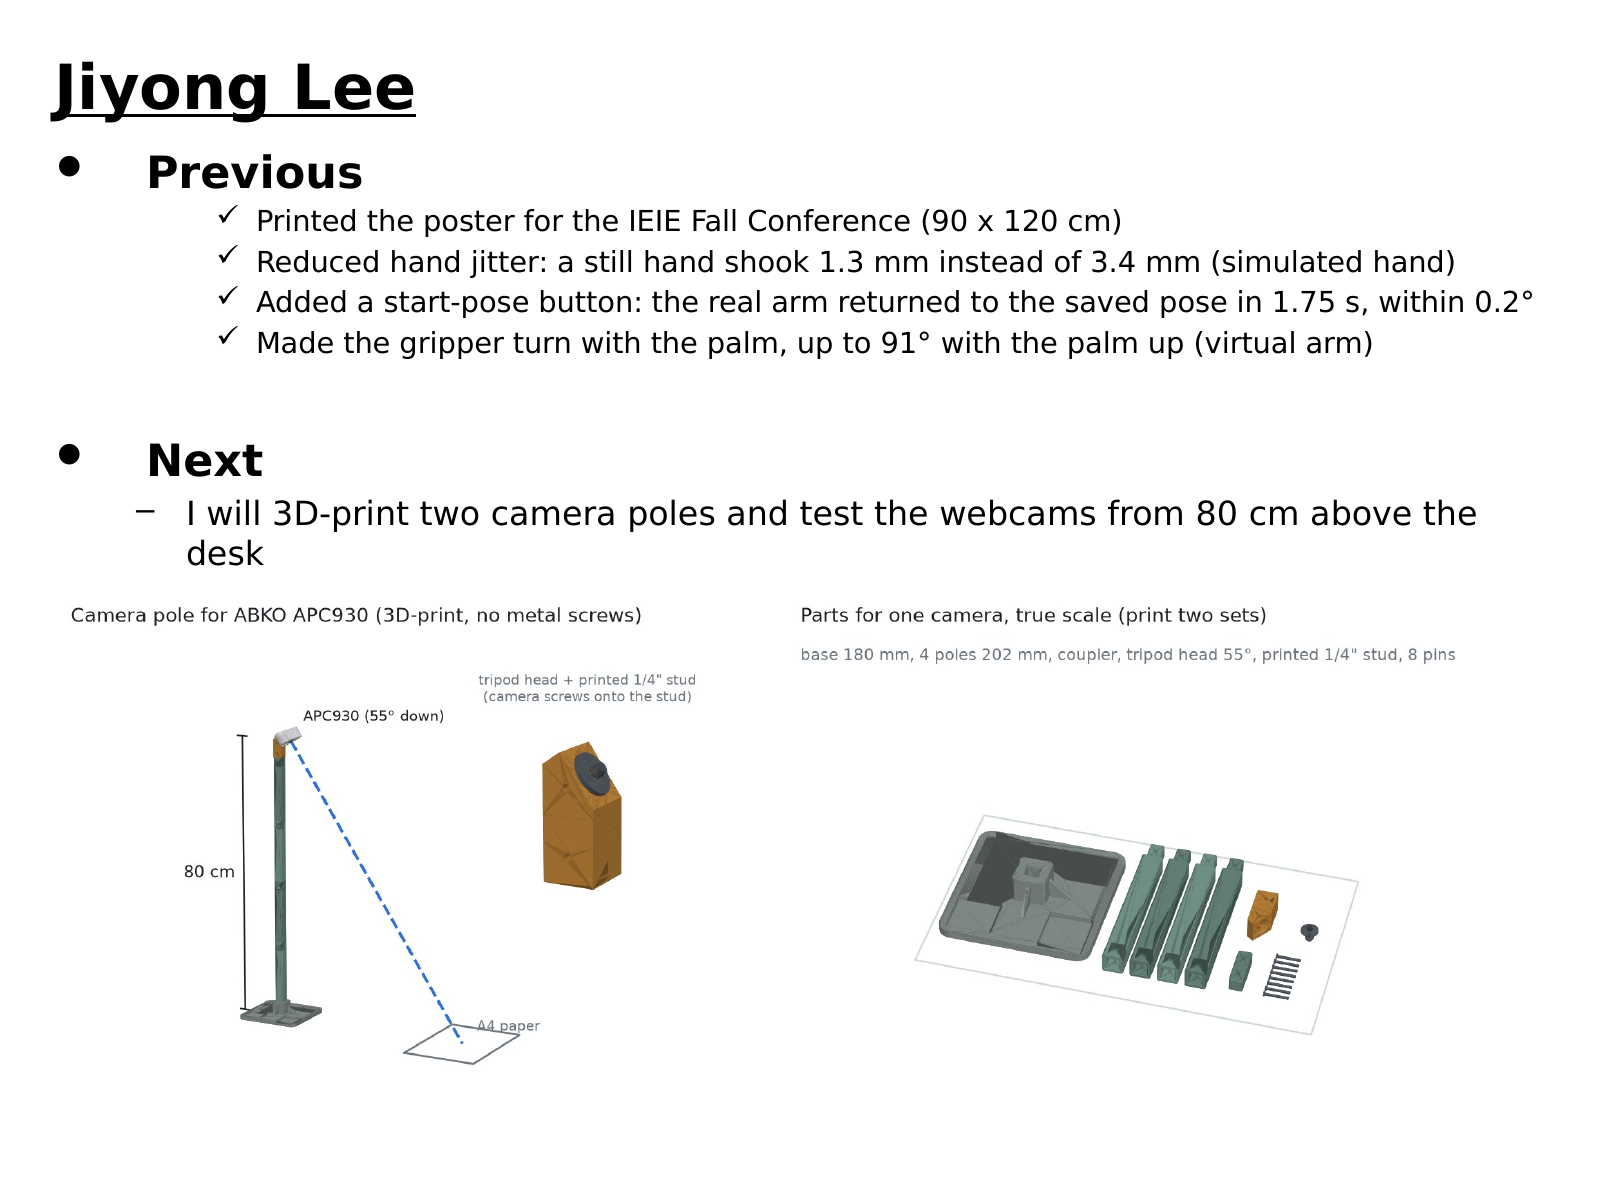 Jiyong Lee
• Previous
✓ Printed the poster for the IEIE Fall Conference (90 x 120 cm)
✓ Reduced hand jitter: a still hand shook 1.3 mm instead of 3.4 mm (simulated hand)
✓ Added a start-pose button: the real arm returned to the saved pose in 1.75 s, within 0.2°
✓ Made the gripper turn with the palm, up to 91° with the palm up (virtual arm)
• Next
– I will 3D-print two camera poles and test the webcams from 80 cm above the
desk
Camera pole for ABKO APC930 (3D-print, no metal screws)
tripod head + printed 1/4" stud
(camera screws onto the stud)
APC930 (55° down)
80 cm
A4 paper
Parts for one camera, true scale (print two sets)
base 180 mm, 4 poles 202 mm, coupler, tripod head 55°, printed 1/4" stud, 8 pins